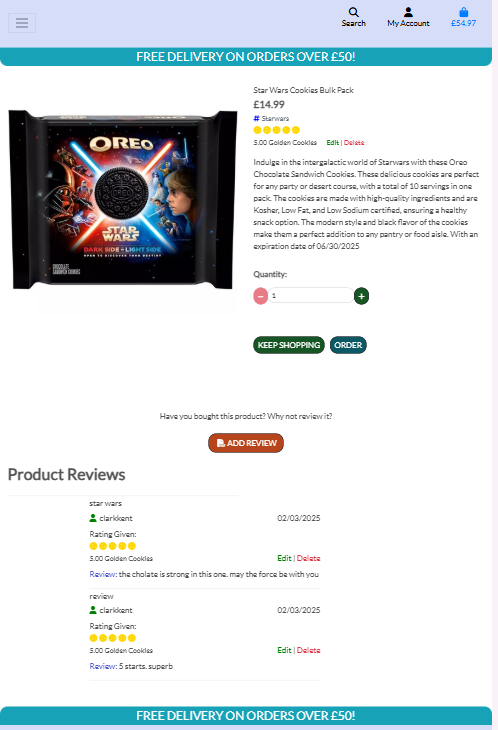 Search
My Account
£54.97
FREE DELIVERY ON ORDERS OVER £50!
OREO
STAR
WARS
DARK SIDE OR LIGHT SIDE
OPEN TO DISCOVER YOUR DESTINY
CHOCOLATE
SANDWICH COOKIES
Star Wars Cookies Bulk Pack
£14.99
# Starwars
5.00 Golden Cookies Edit | Delete
Indulge in the intergalactic world of Starwars with these Oreo
Chocolate Sandwich Cookies. These delicious cookies are perfect
for any party or desert course, with a total of 10 servings in one
pack. The cookies are made with high-quality ingredients and are
Kosher, Low Fat, and Low Sodium certified, ensuring a healthy
snack option. The modern style and black flavor of the cookies
make them a perfect addition to any pantry or food aisle. With an
expiration date of 06/30/2025
Quantity:
− 1 +
KEEP SHOPPING ORDER
Have you bought this product? Why not review it?
ADD REVIEW
Product Reviews
star wars
clarkkent 02/03/2025
Rating Given:
5.00 Golden Cookies Edit | Delete
Review: the cholate is strong in this one. may the force be with you
review
clarkkent 02/03/2025
Rating Given:
5.00 Golden Cookies Edit | Delete
Review: 5 starts. superb
FREE DELIVERY ON ORDERS OVER £50!